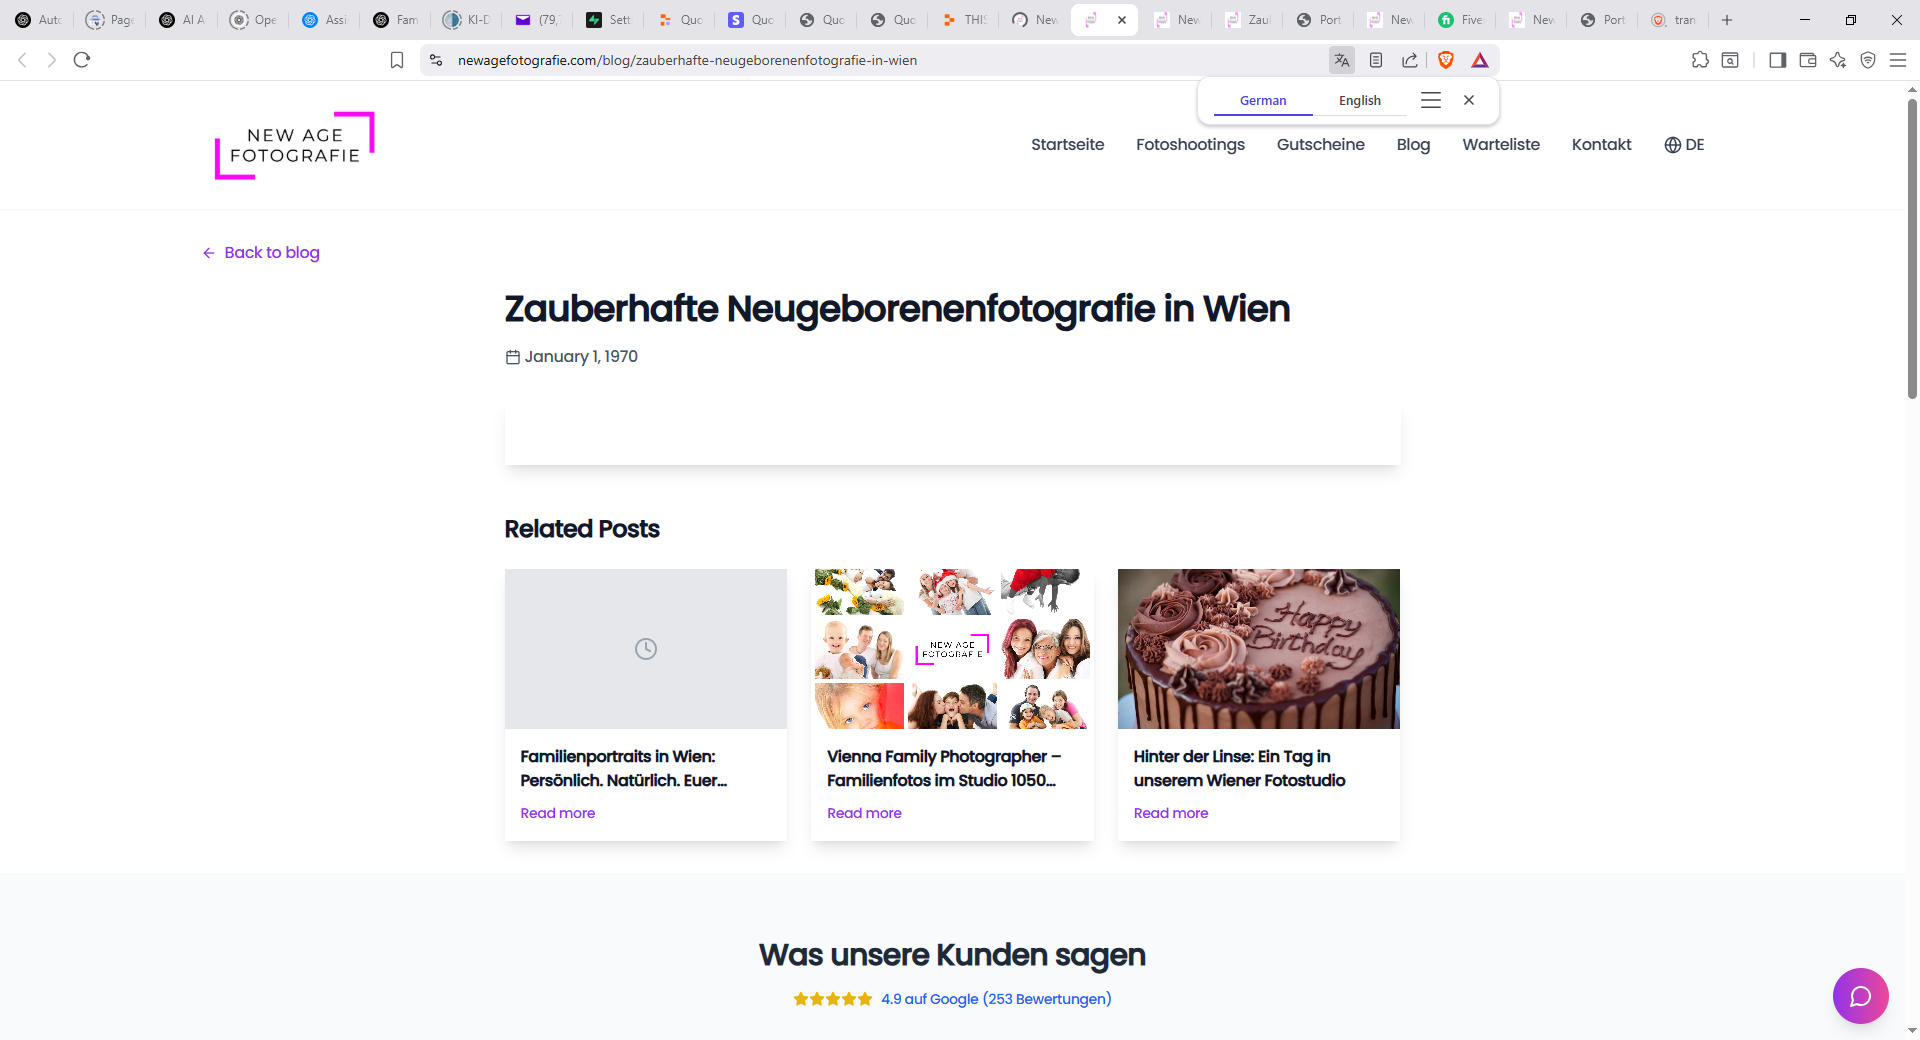 Auto
Page
AI A
Ope
Assi
Fam
KI-D
(79,
Sett
Quo
Quo
Quo
Quo
THIS
New
New
Zaul
Port
New
Five
New
Port
tran
newagefotografie.com/blog/zauberhafte-neugeborenenfotografie-in-wien
German
English
NEW AGE
FOTOGRAFIE
Startseite
Fotoshootings
Gutscheine
Blog
Warteliste
Kontakt
DE
Back to blog
Zauberhafte Neugeborenenfotografie in Wien
January 1, 1970
Related Posts
NEW AGE
FOTOGRAFIE
Happy
Birthday
Familienportraits in Wien:
Persönlich. Natürlich. Euer...
Read more
Vienna Family Photographer –
Familienfotos im Studio 1050...
Read more
Hinter der Linse: Ein Tag in
unserem Wiener Fotostudio
Read more
Was unsere Kunden sagen
4.9 auf Google (253 Bewertungen)